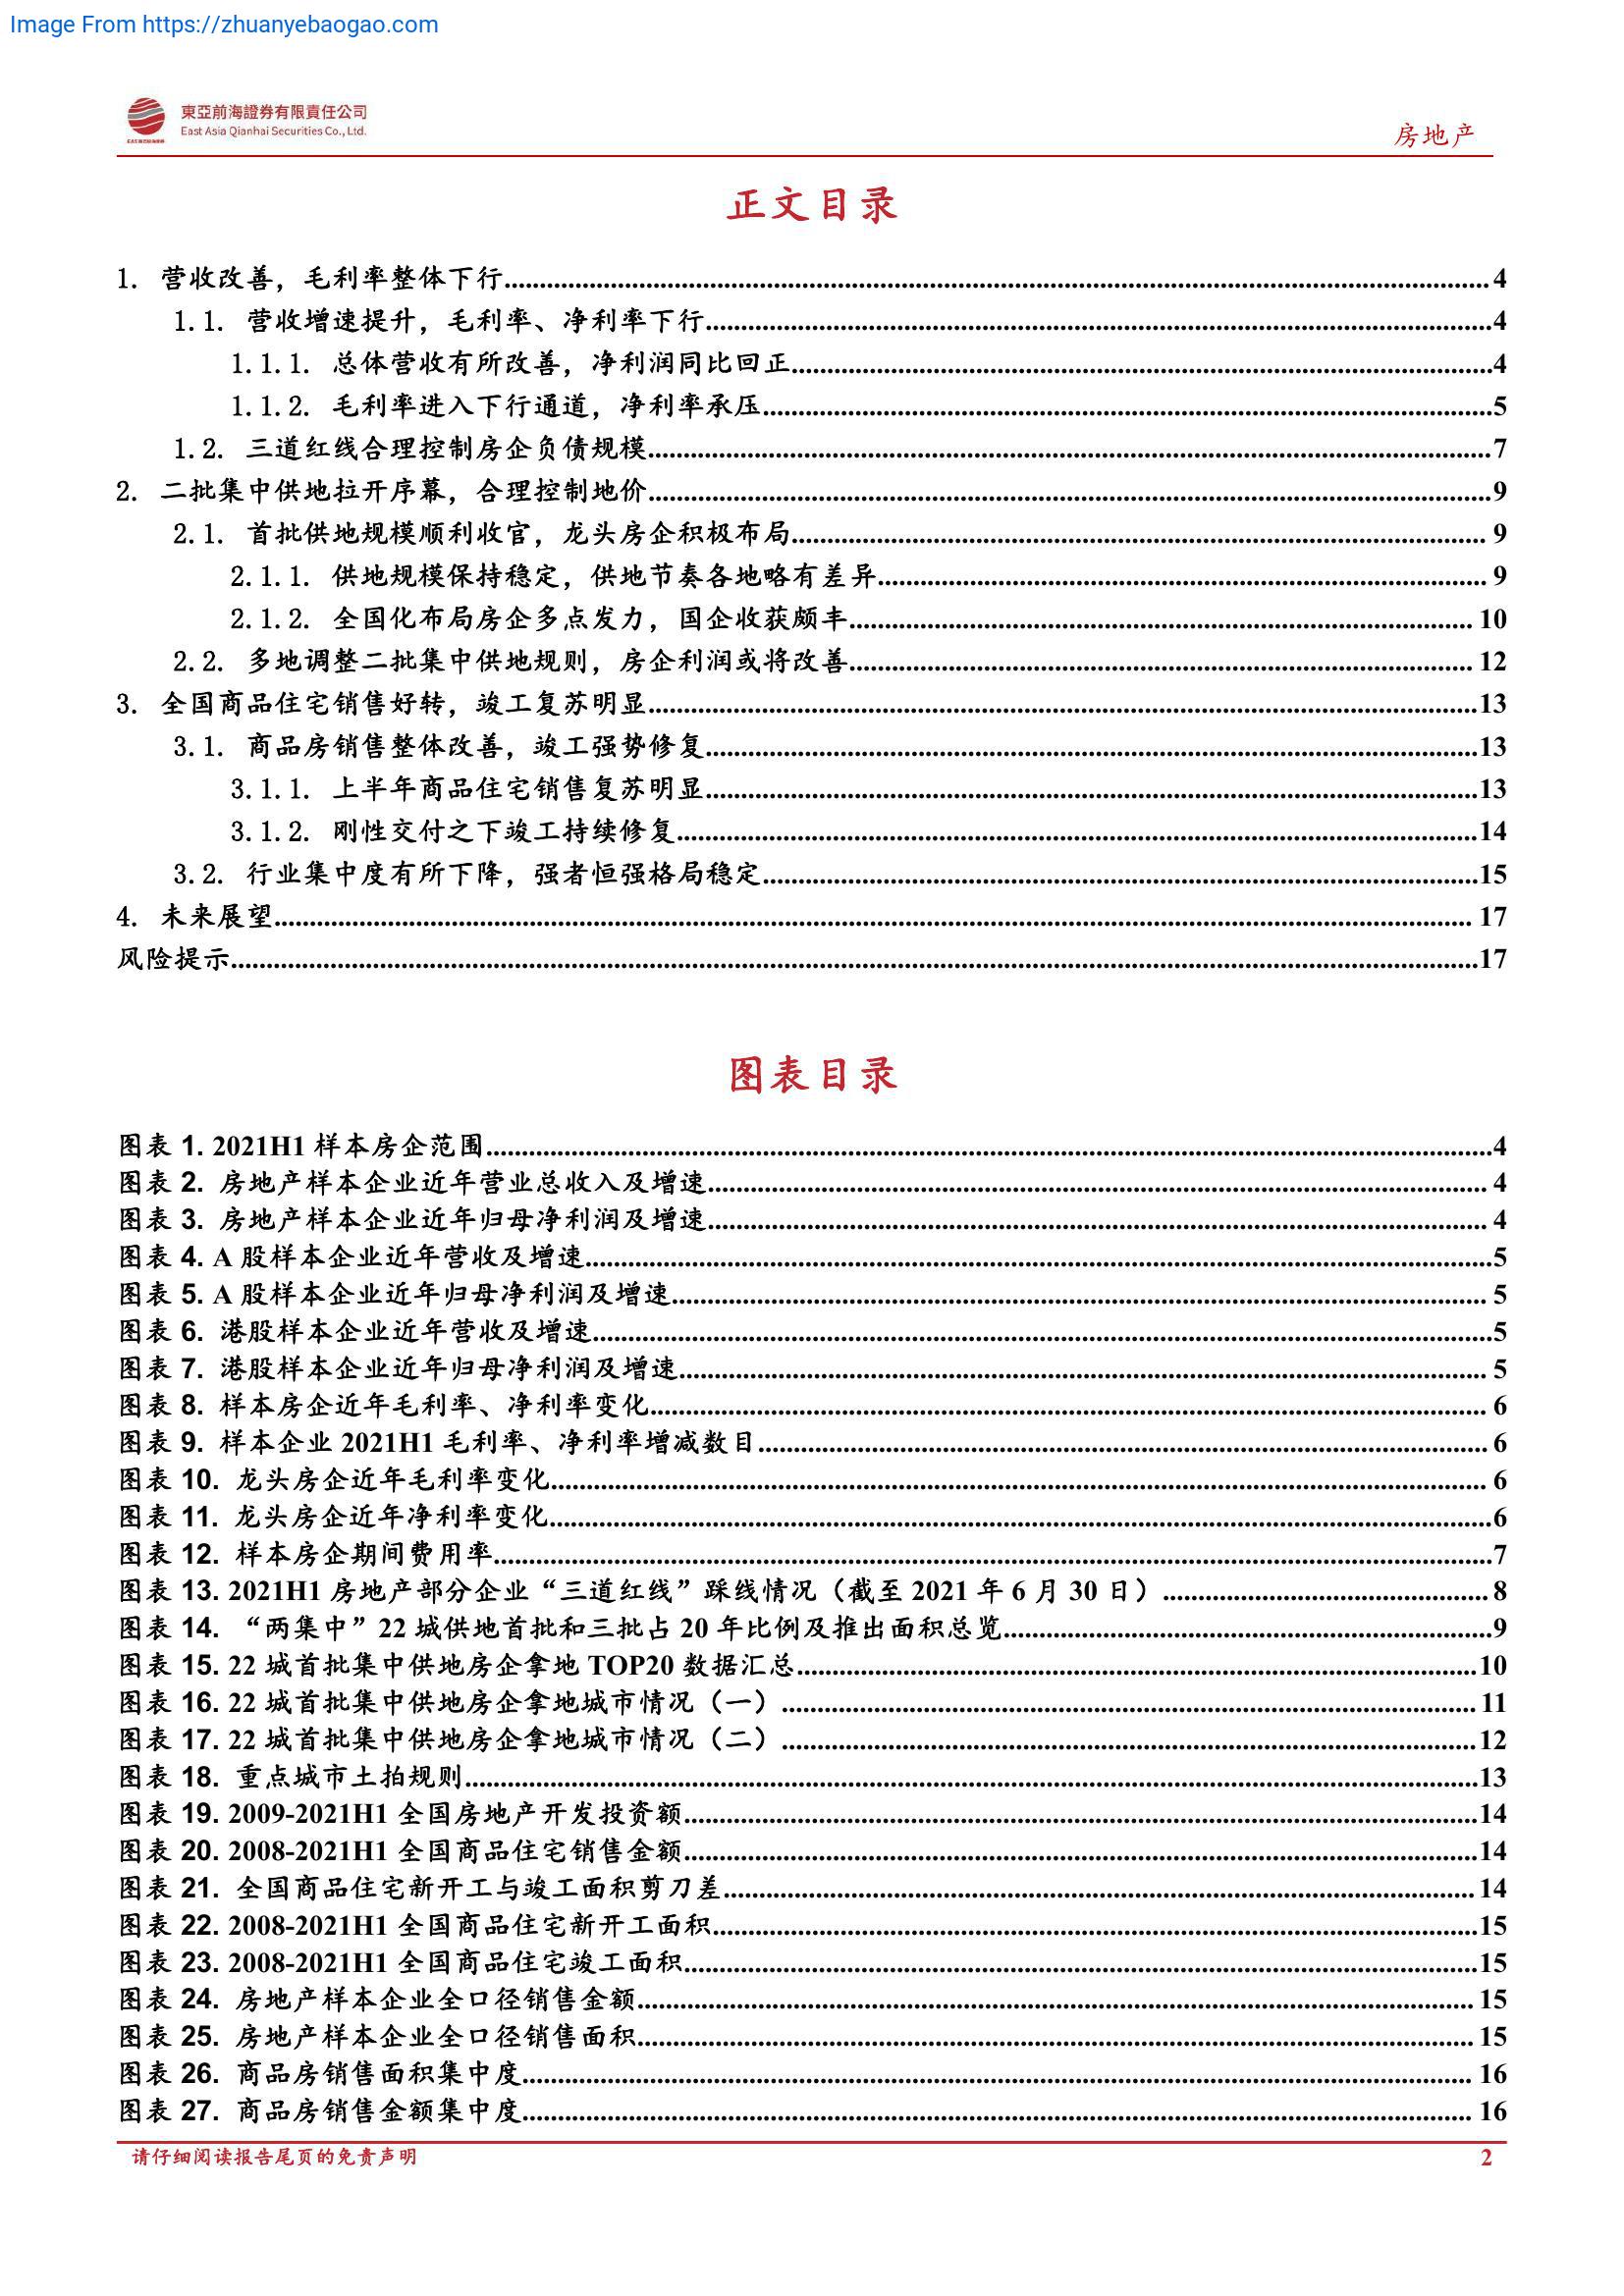 Image From https://zhuanyebaogao.com
東亞前海證券有限責任公司
East Asia Qianhai Securities Co., Ltd.
房地产
正文目录
1. 营收改善，毛利率整体下行 4
1.1. 营收增速提升，毛利率、净利率下行 4
1.1.1. 总体营收有所改善，净利润同比回正 4
1.1.2. 毛利率进入下行通道，净利率承压 5
1.2. 三道红线合理控制房企负债规模 7
2. 二批集中供地拉开序幕，合理控制地价 9
2.1. 首批供地规模顺利收官，龙头房企积极布局 9
2.1.1. 供地规模保持稳定，供地节奏各地略有差异 9
2.1.2. 全国化布局房企多点发力，国企收获颇丰 10
2.2. 多地调整二批集中供地规则，房企利润或将改善 12
3. 全国商品住宅销售好转，竣工复苏明显 13
3.1. 商品房销售整体改善，竣工强势修复 13
3.1.1. 上半年商品住宅销售复苏明显 13
3.1.2. 刚性交付之下竣工持续修复 14
3.2. 行业集中度有所下降，强者恒强格局稳定 15
4. 未来展望 17
风险提示 17
图表目录
图表 1. 2021H1 样本房企范围 4
图表 2. 房地产样本企业近年营业总收入及增速 4
图表 3. 房地产样本企业近年归母净利润及增速 4
图表 4. A 股样本企业近年营收及增速 5
图表 5. A 股样本企业近年归母净利润及增速 5
图表 6. 港股样本企业近年营收及增速 5
图表 7. 港股样本企业近年归母净利润及增速 5
图表 8. 样本房企近年毛利率、净利率变化 6
图表 9. 样本企业 2021H1 毛利率、净利率增减数目 6
图表 10. 龙头房企近年毛利率变化 6
图表 11. 龙头房企近年净利率变化 6
图表 12. 样本房企期间费用率 7
图表 13. 2021H1 房地产部分企业“三道红线”踩线情况（截至 2021 年 6 月 30 日） 8
图表 14. “两集中”22 城供地首批和三批占 20 年比例及推出面积总览 9
图表 15. 22 城首批集中供地房企拿地 TOP20 数据汇总 10
图表 16. 22 城首批集中供地房企拿地城市情况（一） 11
图表 17. 22 城首批集中供地房企拿地城市情况（二） 12
图表 18. 重点城市土拍规则 13
图表 19. 2009-2021H1 全国房地产开发投资额 14
图表 20. 2008-2021H1 全国商品住宅销售金额 14
图表 21. 全国商品住宅新开工与竣工面积剪刀差 14
图表 22. 2008-2021H1 全国商品住宅新开工面积 15
图表 23. 2008-2021H1 全国商品住宅竣工面积 15
图表 24. 房地产样本企业全口径销售金额 15
图表 25. 房地产样本企业全口径销售面积 15
图表 26. 商品房销售面积集中度 16
图表 27. 商品房销售金额集中度 16
请仔细阅读报告尾页的免责声明 2